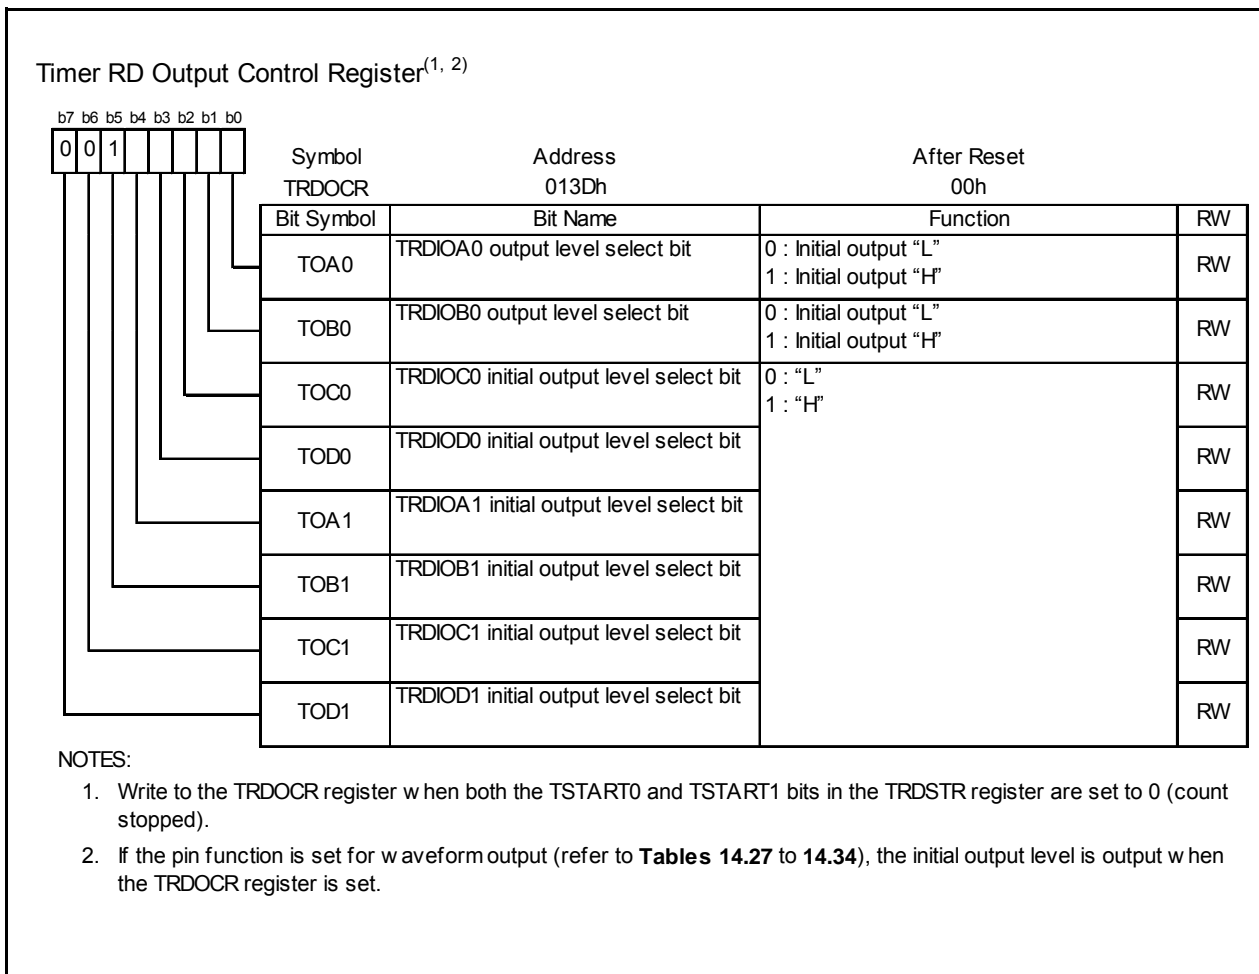 Timer RD Output Control Register(1, 2)
b7 b6 b5 b4 b3 b2 b1 b0
0 0 1
Symbol Address After Reset
TRDOCR 013Dh 00h
Bit Symbol Bit Name Function RW
TOA0 TRDIOA0 output level select bit 0 : Initial output “L” RW
1 : Initial output “H”
TOB0 TRDIOB0 output level select bit 0 : Initial output “L” RW
1 : Initial output “H”
TOC0 TRDIOC0 initial output level select bit 0 : “L” RW
1 : “H”
TOD0 TRDIOD0 initial output level select bit RW
TOA1 TRDIOA1 initial output level select bit RW
TOB1 TRDIOB1 initial output level select bit RW
TOC1 TRDIOC1 initial output level select bit RW
TOD1 TRDIOD1 initial output level select bit RW
NOTES:
1. Write to the TRDOCR register when both the TSTART0 and TSTART1 bits in the TRDSTR register are set to 0 (count
stopped).
2. If the pin function is set for waveform output (refer to Tables 14.27 to 14.34), the initial output level is output when
the TRDOCR register is set.